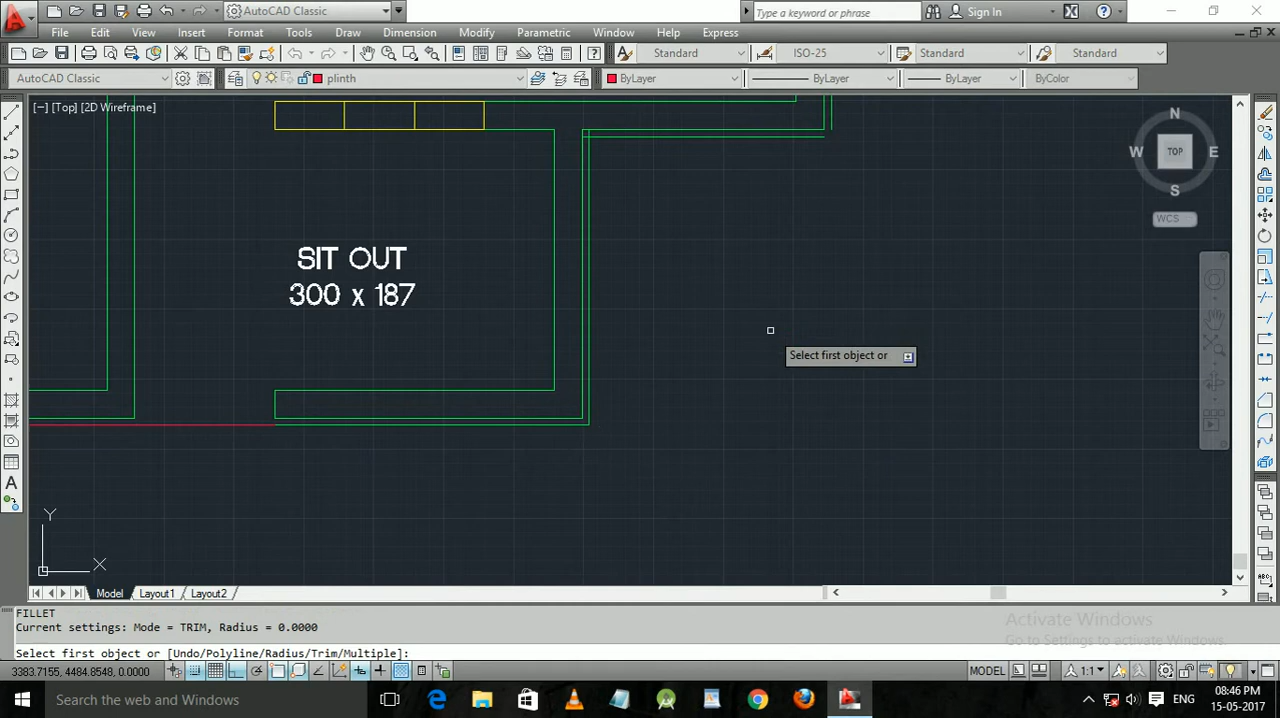 AutoCAD Classic
Type a keyword or phrase
Sign In
File Edit View Insert Format Tools Draw Dimension Modify Parametric Window Help Express
Standard ISO-25 Standard Standard
AutoCAD Classic plinth ByLayer ByLayer ByLayer ByColor
[−] [Top] [2D Wireframe]
N
W TOP E
S
WCS
SIT OUT
300 x 187
Select first object or
Y
X
Model Layout1 Layout2
FILLET
Current settings: Mode = TRIM, Radius = 0.0000
Select first object or [Undo/Polyline/Radius/Trim/Multiple]:
Activate Windows
Go to Settings to activate Windows.
3383.7155, 4484.8548, 0.0000
MODEL 1:1
Search the web and Windows
ENG
08:46 PM
15-05-2017